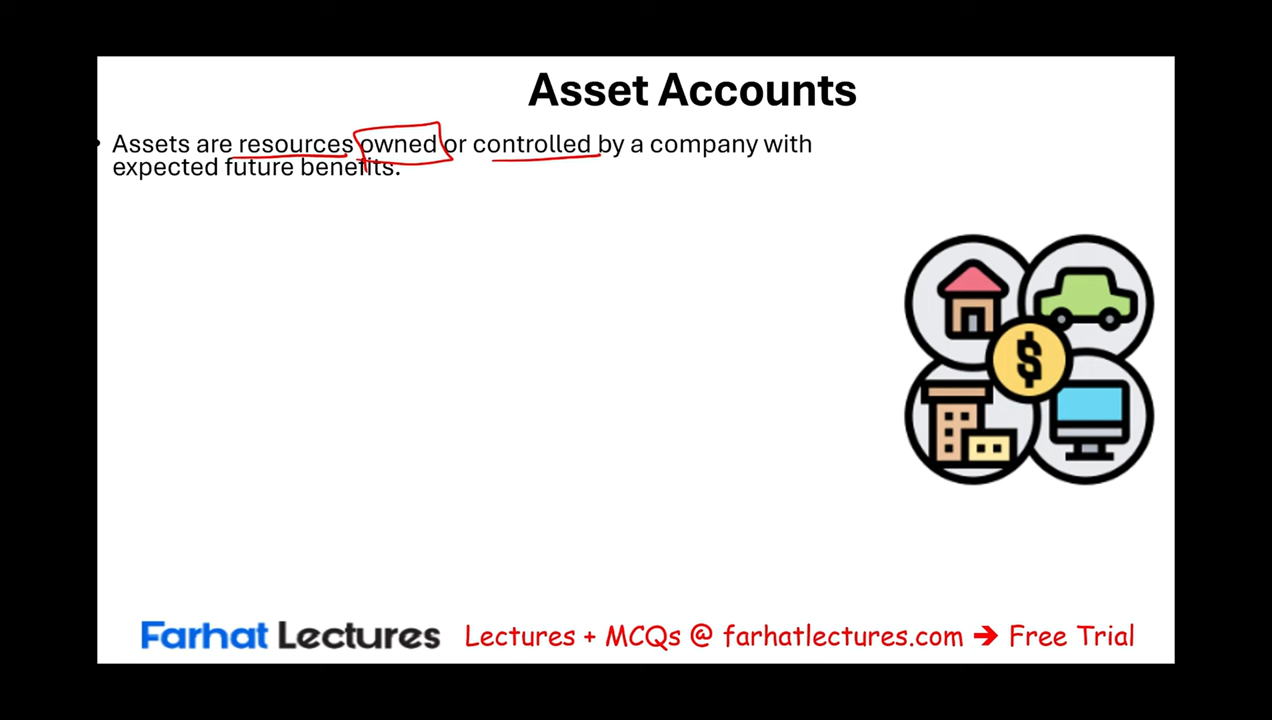 Asset Accounts
• Assets are resources owned or controlled by a company with
expected future benefits.
$
Farhat Lectures Lectures + MCQs @ farhatlectures.com ➔ Free Trial